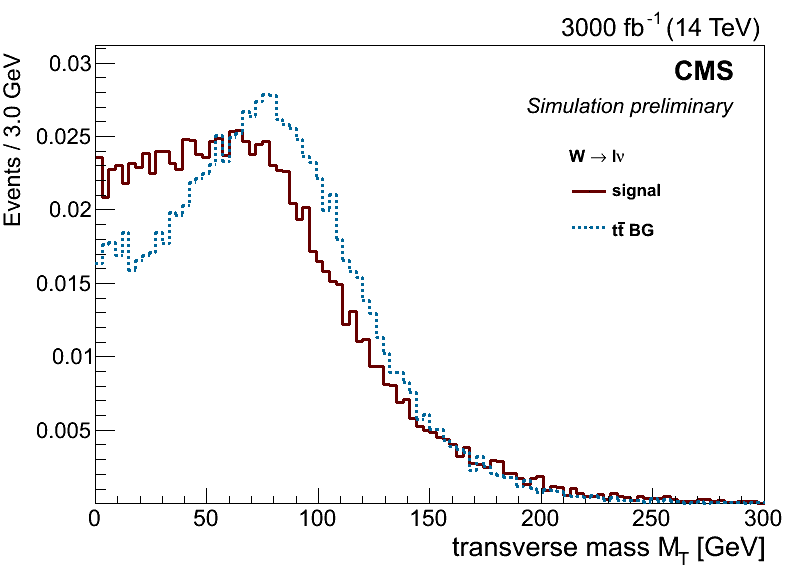 3000 fb⁻¹ (14 TeV)
CMS
Simulation preliminary
W → lν
signal
tt̄ BG
Events / 3.0 GeV
0.03
0.025
0.02
0.015
0.01
0.005
0 50 100 150 200 250 300
transverse mass M_T [GeV]